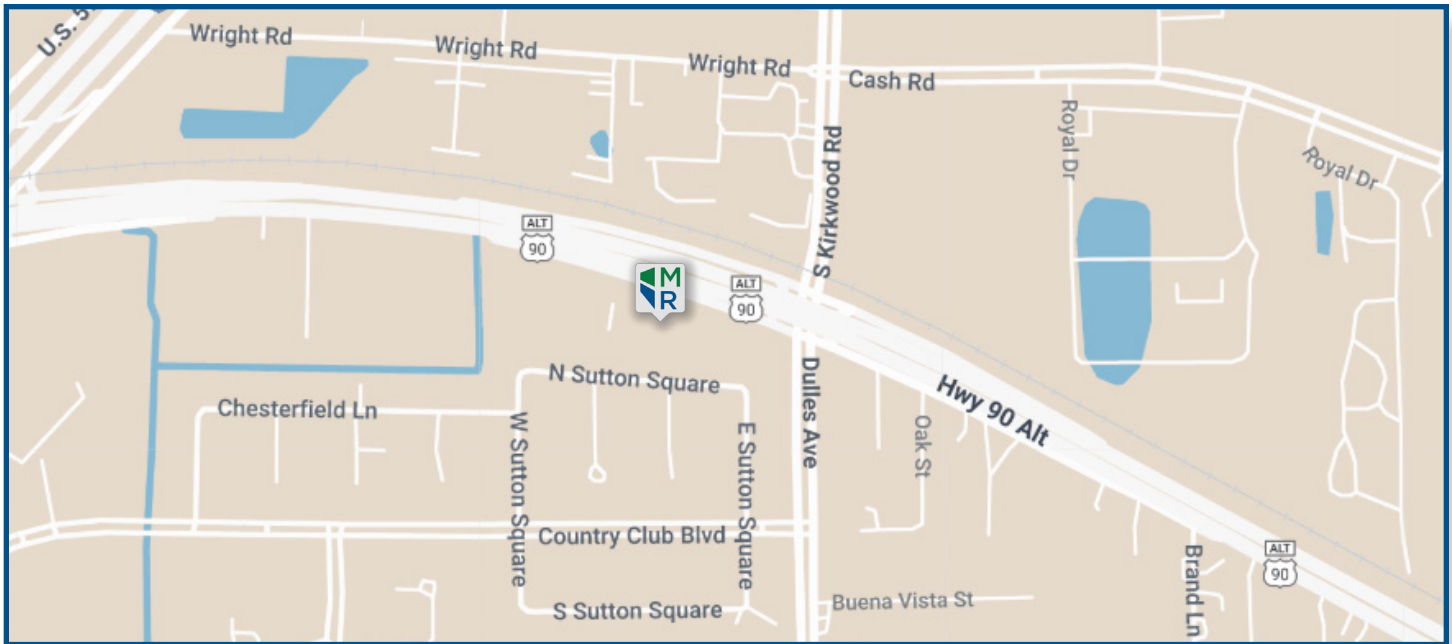 U.S. 5
Wright Rd
Wright Rd
Wright Rd
Cash Rd
Royal Dr
Royal Dr
S Kirkwood Rd
ALT
90
M
R
ALT
90
N Sutton Square
Dulles Ave
Hwy 90 Alt
Chesterfield Ln
W Sutton Square
E Sutton Square
Oak St
Country Club Blvd
ALT
90
Brand Ln
Buena Vista St
S Sutton Square